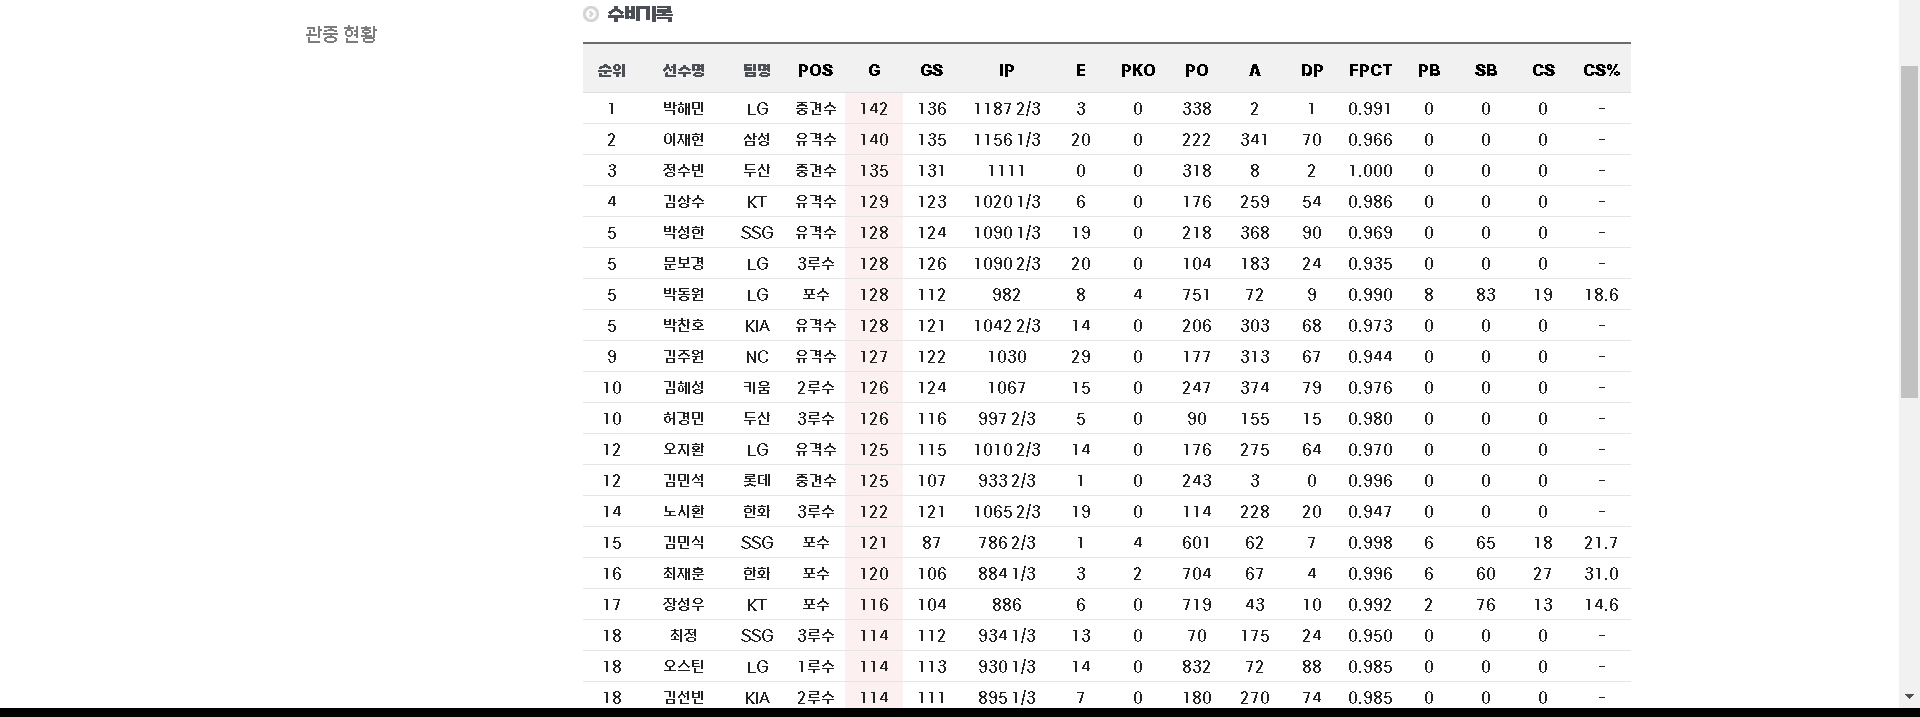 수비기록
관중 현황
순위 선수명 팀명 POS G GS IP E PKO PO A DP FPCT PB SB CS CS%
1 박해민 LG 중견수 142 136 1187 2/3 3 0 338 2 1 0.991 0 0 0 -
2 이재현 삼성 유격수 140 135 1156 1/3 20 0 222 341 70 0.966 0 0 0 -
3 정수빈 두산 중견수 135 131 1111 0 0 318 8 2 1.000 0 0 0 -
4 김상수 KT 유격수 129 123 1020 1/3 6 0 176 259 54 0.986 0 0 0 -
5 박성한 SSG 유격수 128 124 1090 1/3 19 0 218 368 90 0.969 0 0 0 -
5 문보경 LG 3루수 128 126 1090 2/3 20 0 104 183 24 0.935 0 0 0 -
5 박동원 LG 포수 128 112 982 8 4 751 72 9 0.990 8 83 19 18.6
5 박찬호 KIA 유격수 128 121 1042 2/3 14 0 206 303 68 0.973 0 0 0 -
9 김주원 NC 유격수 127 122 1030 29 0 177 313 67 0.944 0 0 0 -
10 김혜성 키움 2루수 126 124 1067 15 0 247 374 79 0.976 0 0 0 -
10 허경민 두산 3루수 126 116 997 2/3 5 0 90 155 15 0.980 0 0 0 -
12 오지환 LG 유격수 125 115 1010 2/3 14 0 176 275 64 0.970 0 0 0 -
12 김민석 롯데 중견수 125 107 933 2/3 1 0 243 3 0 0.996 0 0 0 -
14 노시환 한화 3루수 122 121 1065 2/3 19 0 114 228 20 0.947 0 0 0 -
15 김민식 SSG 포수 121 87 786 2/3 1 4 601 62 7 0.998 6 65 18 21.7
16 최재훈 한화 포수 120 106 884 1/3 3 2 704 67 4 0.996 6 60 27 31.0
17 장성우 KT 포수 116 104 886 6 0 719 43 10 0.992 2 76 13 14.6
18 최정 SSG 3루수 114 112 934 1/3 13 0 70 175 24 0.950 0 0 0 -
18 오스틴 LG 1루수 114 113 930 1/3 14 0 832 72 88 0.985 0 0 0 -
18 김선빈 KIA 2루수 114 111 895 1/3 7 0 180 270 74 0.985 0 0 0 -